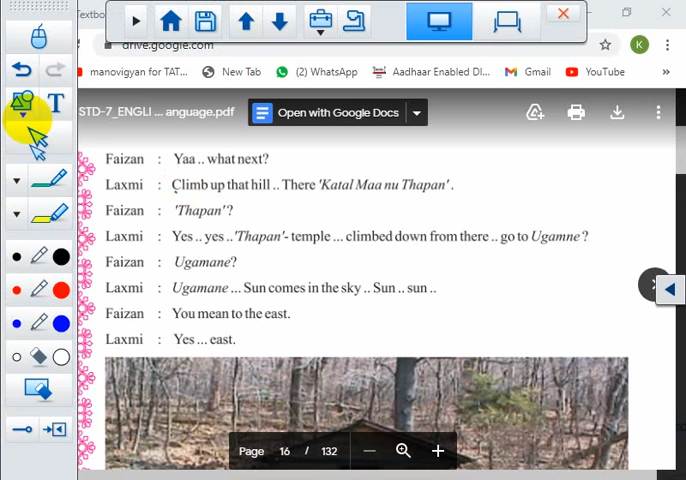 Textbo
drive.google.com
K
manovigyan for TAT...
New Tab
(2) WhatsApp
Aadhaar Enabled Dl...
Gmail
YouTube
STD-7_ENGLI ... anguage.pdf
Open with Google Docs
T
Faizan : Yaa .. what next?
Laxmi : Climb up that hill .. There 'Katal Maa nu Thapan' .
Faizan : 'Thapan'?
Laxmi : Yes .. yes ..'Thapan'- temple ... climbed down from there .. go to Ugamne?
Faizan : Ugamane?
Laxmi : Ugamane ... Sun comes in the sky .. Sun .. sun ..
Faizan : You mean to the east.
Laxmi : Yes ... east.
Page 16 / 132